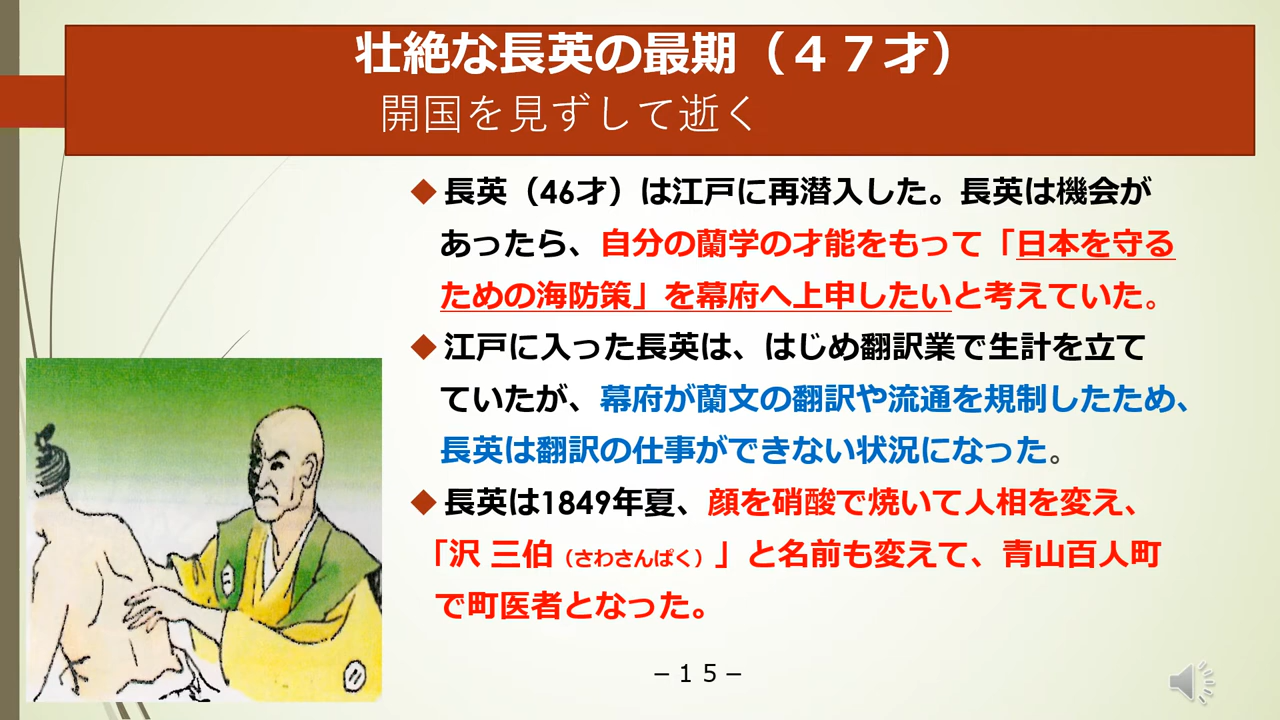 壮絶な長英の最期（４７才）
開国を見ずして逝く
◆長英（46才）は江戸に再潜入した。長英は機会が
あったら、自分の蘭学の才能をもって「日本を守る
ための海防策」を幕府へ上申したいと考えていた。
◆江戸に入った長英は、はじめ翻訳業で生計を立て
ていたが、幕府が蘭文の翻訳や流通を規制したため、
長英は翻訳の仕事ができない状況になった。
◆長英は1849年夏、顔を硝酸で焼いて人相を変え、
「沢 三伯（さわさんぱく）」と名前も変えて、青山百人町
で町医者となった。
－１５－